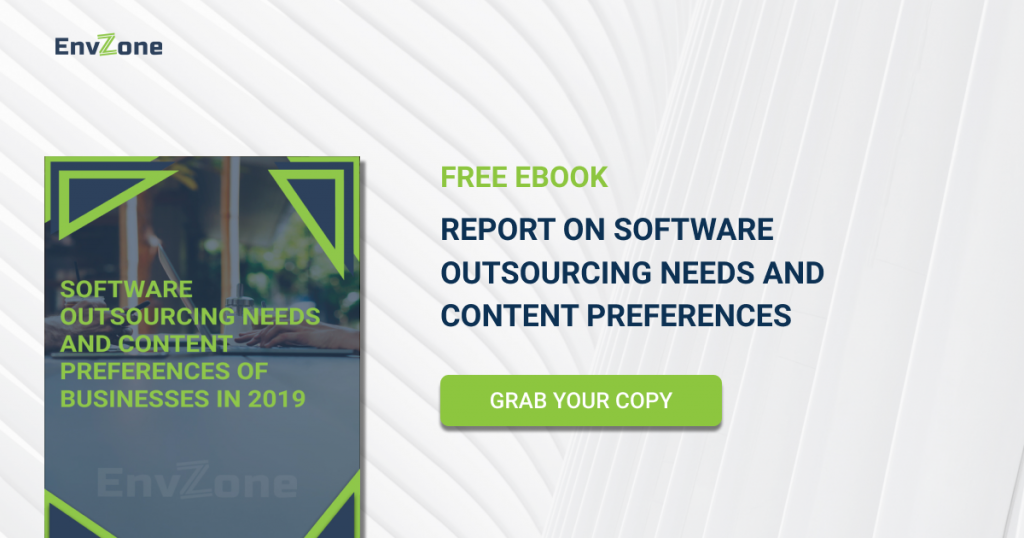 EnvZone
SOFTWARE
OUTSOURCING NEEDS
AND CONTENT
PREFERENCES OF
BUSINESSES IN 2019
EnvZone
FREE EBOOK
REPORT ON SOFTWARE
OUTSOURCING NEEDS AND
CONTENT PREFERENCES
GRAB YOUR COPY